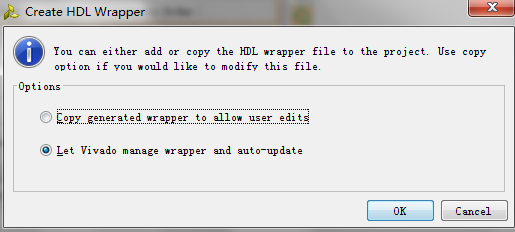 Create HDL Wrapper
You can either add or copy the HDL wrapper file to the project. Use copy
option if you would like to modify this file.
Options
Copy generated wrapper to allow user edits
Let Vivado manage wrapper and auto-update
OK
Cancel